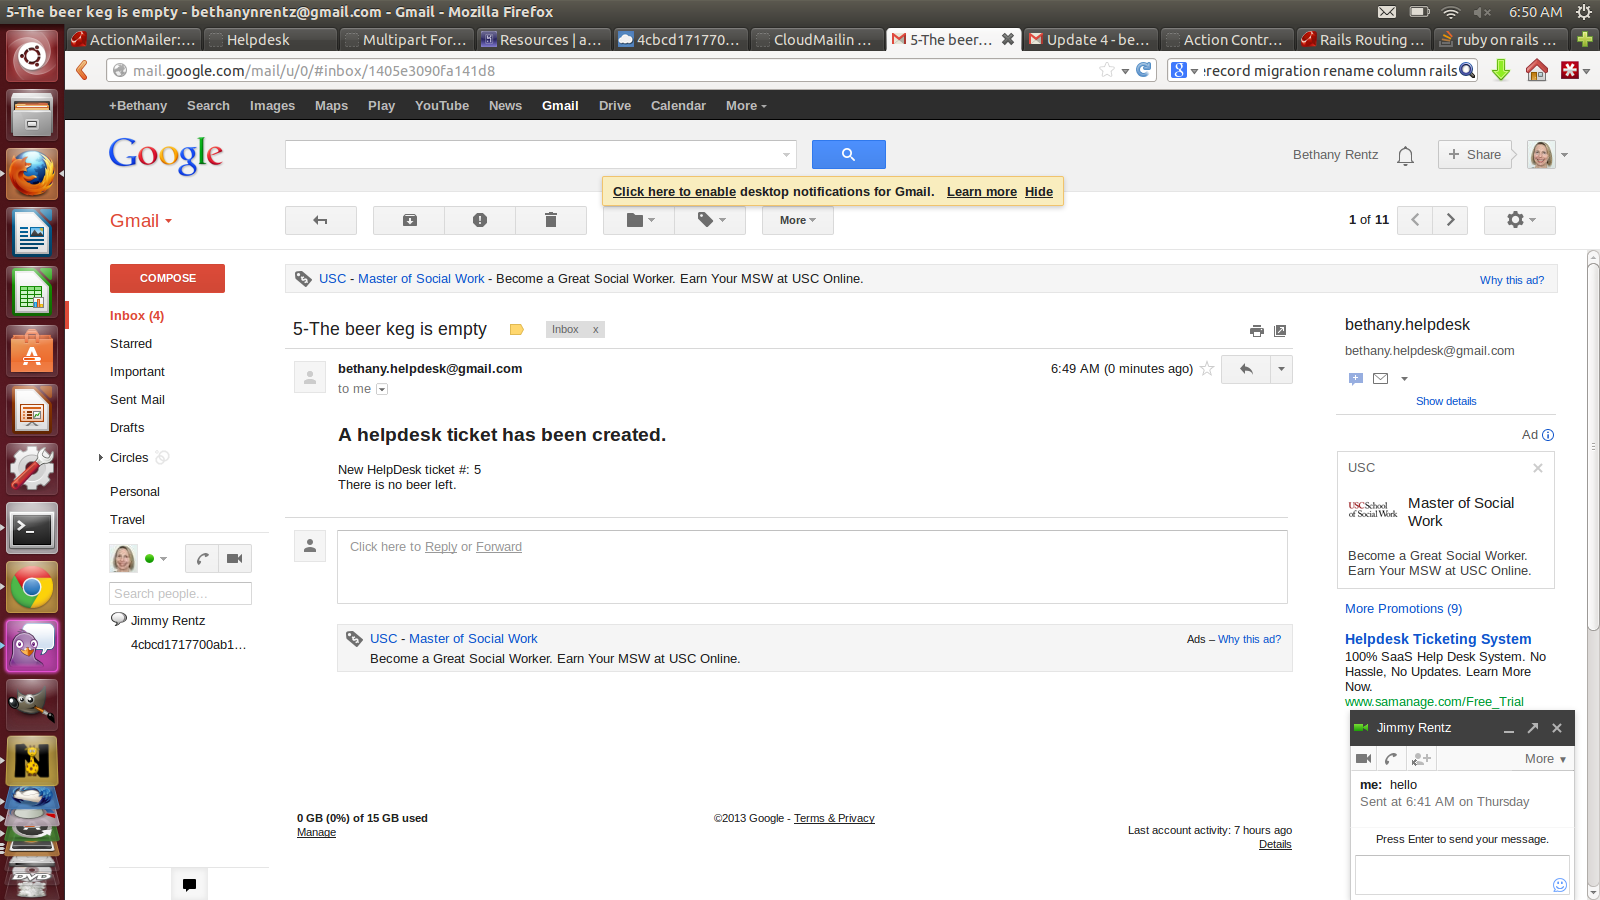 5-The beer keg is empty - bethanynrentz@gmail.com - Gmail - Mozilla Firefox
6:50 AM
ActionMailer:...
Helpdesk
Multipart For...
Resources | a...
4cbcd171770...
CloudMailin ...
5-The beer...
Update 4 - be...
Action Contr...
Rails Routing ...
ruby on rails ...
mail.google.com/mail/u/0/#inbox/1405e3090fa141d8
record migration rename column rails
+Bethany Search Images Maps Play YouTube News Gmail Drive Calendar More
Google
Bethany Rentz
+ Share
Click here to enable desktop notifications for Gmail. Learn more Hide
Gmail
More
1 of 11
COMPOSE
Inbox (4)
Starred
Important
Sent Mail
Drafts
Circles
Personal
Travel
Search people...
Jimmy Rentz
4cbcd1717700ab1...
USC - Master of Social Work - Become a Great Social Worker. Earn Your MSW at USC Online.
Why this ad?
5-The beer keg is empty
Inbox x
bethany.helpdesk@gmail.com
6:49 AM (0 minutes ago)
to me
A helpdesk ticket has been created.
New HelpDesk ticket #: 5
There is no beer left.
Click here to Reply or Forward
USC - Master of Social Work
Ads – Why this ad?
Become a Great Social Worker. Earn Your MSW at USC Online.
0 GB (0%) of 15 GB used
Manage
©2013 Google - Terms & Privacy
Last account activity: 7 hours ago
Details
bethany.helpdesk
bethany.helpdesk@gmail.com
Show details
Ad
USC
USC School
of Social Work
Master of Social
Work
Become a Great Social Worker.
Earn Your MSW at USC Online.
More Promotions (9)
Helpdesk Ticketing System
100% SaaS Help Desk System. No
Hassle, No Updates. Learn More
Now.
www.samanage.com/Free_Trial
Jimmy Rentz
More
me: hello
Sent at 6:41 AM on Thursday
Press Enter to send your message.